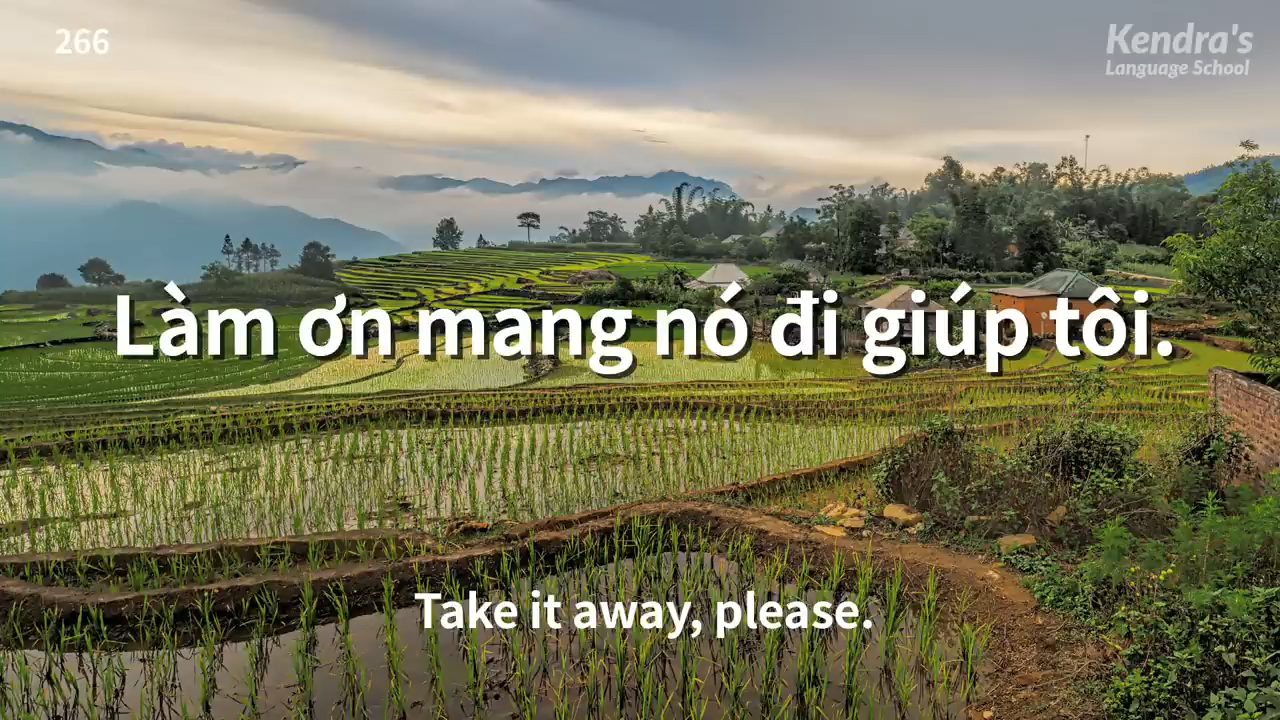 266
Kendra's
Language School
Làm ơn mang nó đi giúp tôi.
Take it away, please.